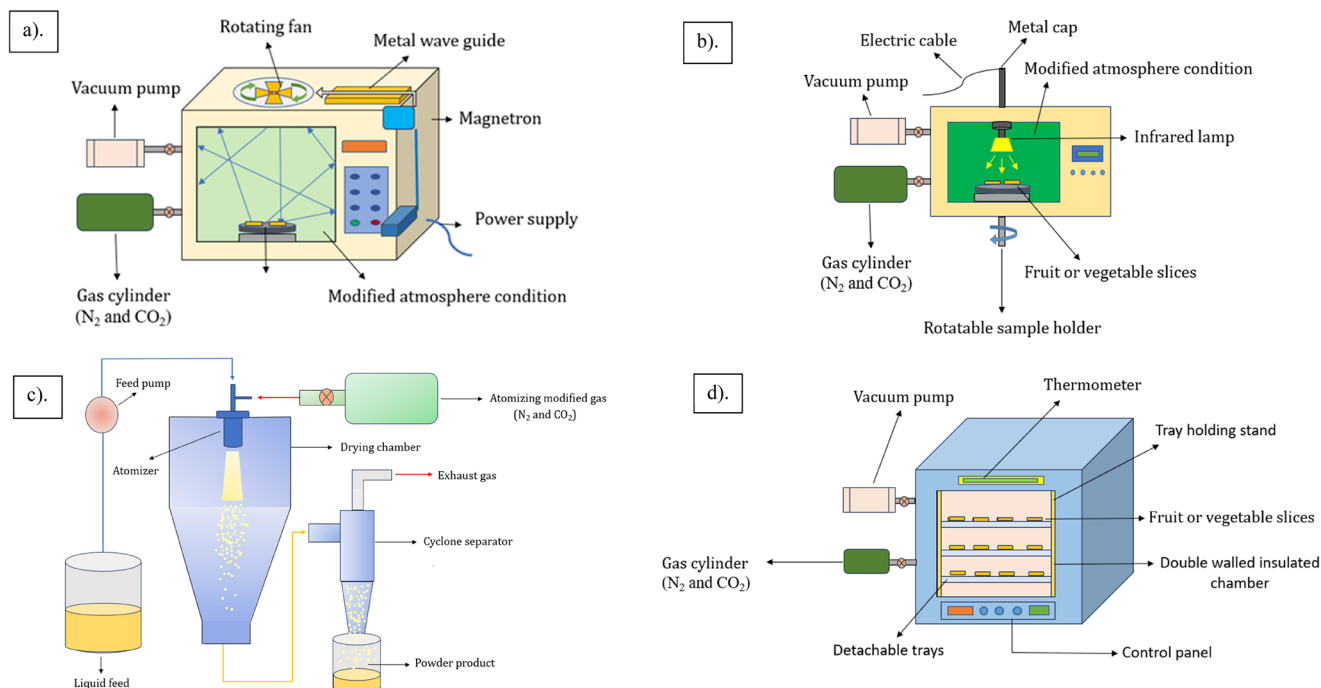 a).
Rotating fan
Metal wave guide
Vacuum pump
Magnetron
Power supply
Gas cylinder
(N₂ and CO₂)
Modified atmosphere condition
b).
Electric cable
Metal cap
Modified atmosphere condition
Vacuum pump
Infrared lamp
Gas cylinder
(N₂ and CO₂)
Fruit or vegetable slices
Rotatable sample holder
c).
Feed pump
Atomizing modified gas
(N₂ and CO₂)
Drying chamber
Atomizer
Exhaust gas
Cyclone separator
Powder product
Liquid feed
d).
Thermometer
Vacuum pump
Tray holding stand
Fruit or vegetable slices
Gas cylinder
(N₂ and CO₂)
Double walled insulated
chamber
Detachable trays
Control panel